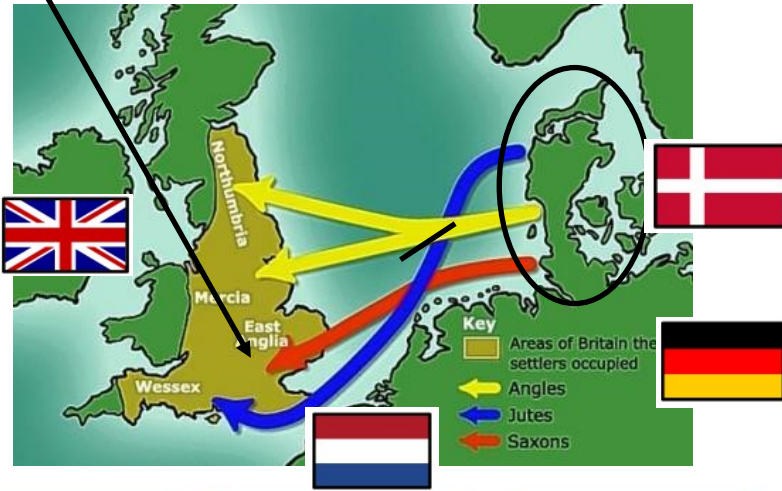 Northumbria
Mercia
East
Anglia
Wessex
Key
Areas of Britain the
settlers occupied
Angles
Jutes
Saxons